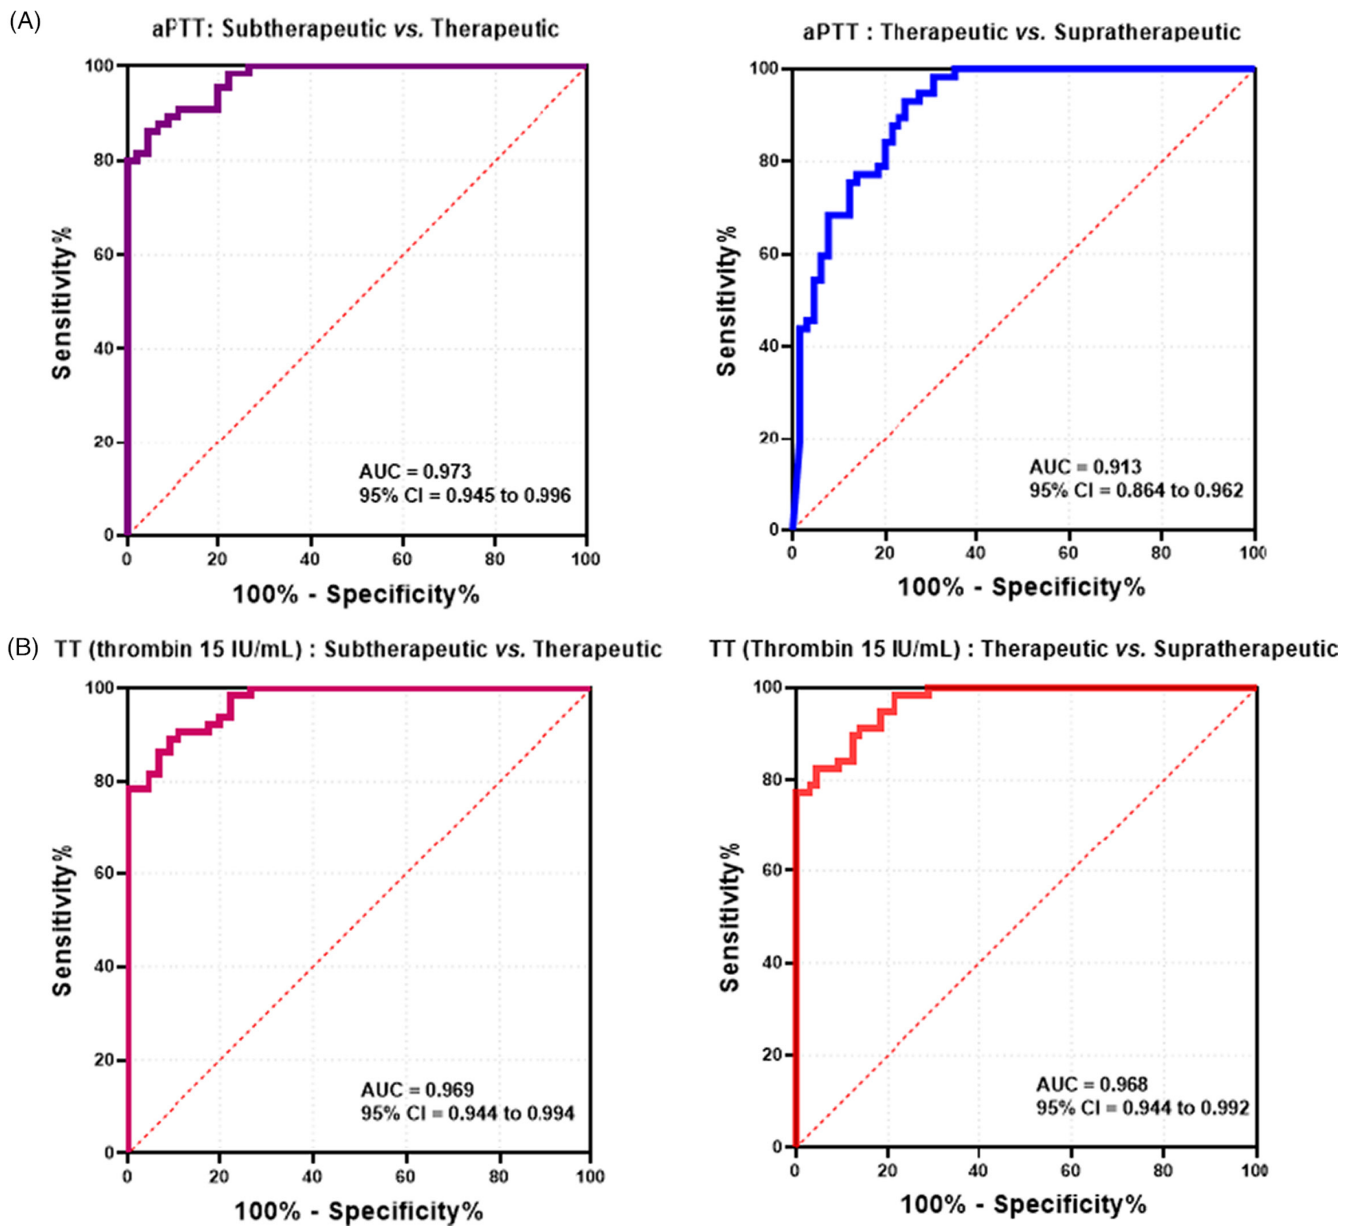 (A)
aPTT: Subtherapeutic vs. Therapeutic
100
80
60
40
20
0
Sensitivity%
AUC = 0.973
95% CI = 0.945 to 0.996
0 20 40 60 80 100
100% - Specificity%
aPTT : Therapeutic vs. Supratherapeutic
100
80
60
40
20
0
Sensitivity%
AUC = 0.913
95% CI = 0.864 to 0.962
0 20 40 60 80 100
100% - Specificity%
(B)
TT (thrombin 15 IU/mL) : Subtherapeutic vs. Therapeutic
100
80
60
40
20
0
Sensitivity%
AUC = 0.969
95% CI = 0.944 to 0.994
0 20 40 60 80 100
100% - Specificity%
TT (Thrombin 15 IU/mL) : Therapeutic vs. Supratherapeutic
100
80
60
40
20
0
Sensitivity%
AUC = 0.968
95% CI = 0.944 to 0.992
0 20 40 60 80 100
100% - Specificity%